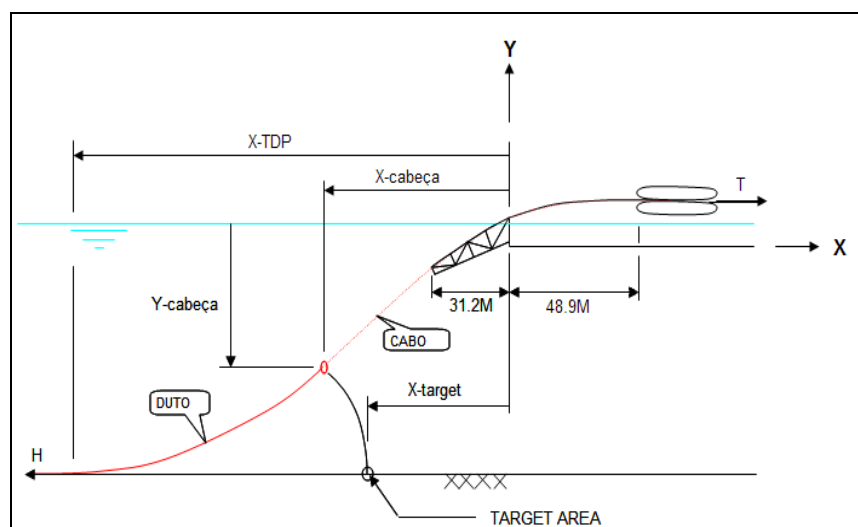 Y
X-TDP
X-cabeça
T
X
31.2M
48.9M
Y-cabeça
CABO
X-target
DUTO
H
TARGET AREA